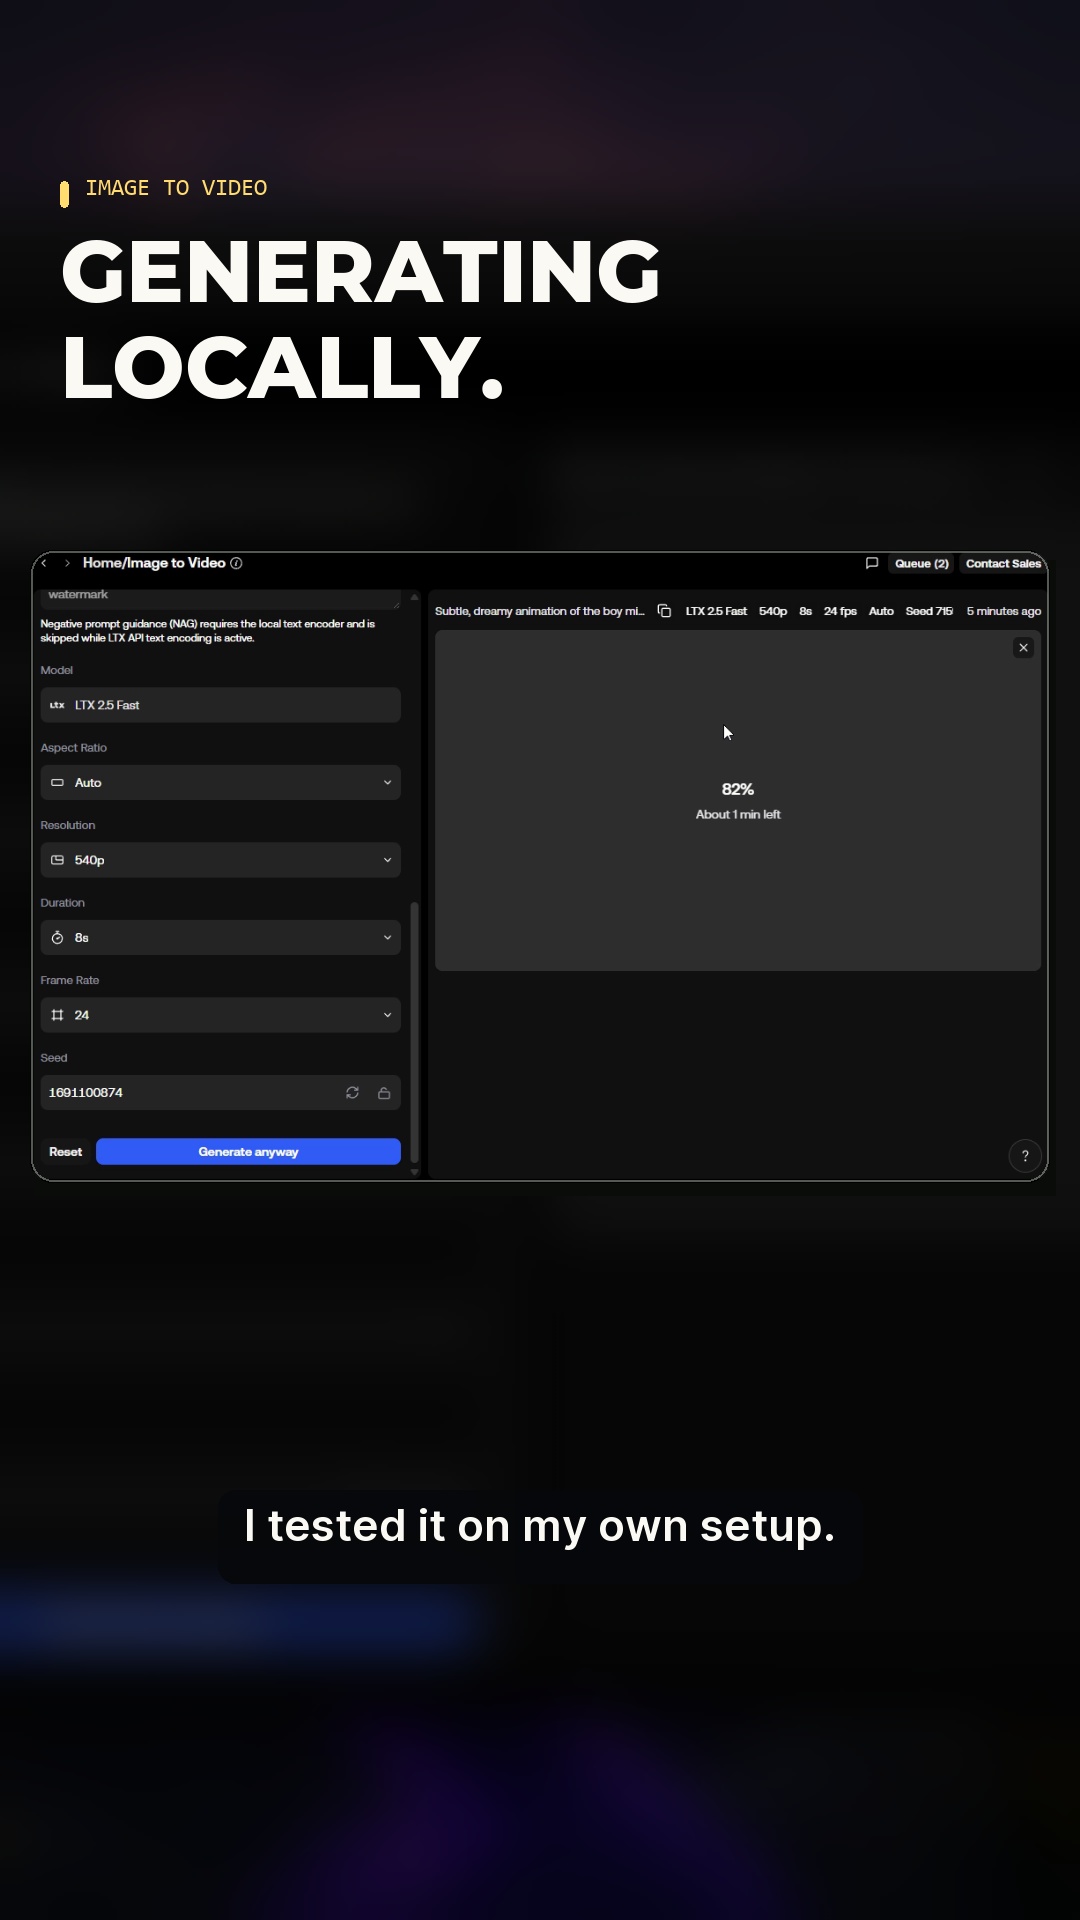 IMAGE TO VIDEO
GENERATING
LOCALLY.
Home/Image to Video
Queue (2)
Contact Sales
watermark
Negative prompt guidance (NAG) requires the local text encoder and is
skipped while LTX API text encoding is active.
Model
LTX LTX 2.5 Fast
Aspect Ratio
Auto
Resolution
540p
Duration
8s
Frame Rate
24
Seed
1691100874
Reset
Generate anyway
Subtle, dreamy animation of the boy mi...
LTX 2.5 Fast 540p 8s 24 fps Auto Seed 715 5 minutes ago
82%
About 1 min left
?
I tested it on my own setup.